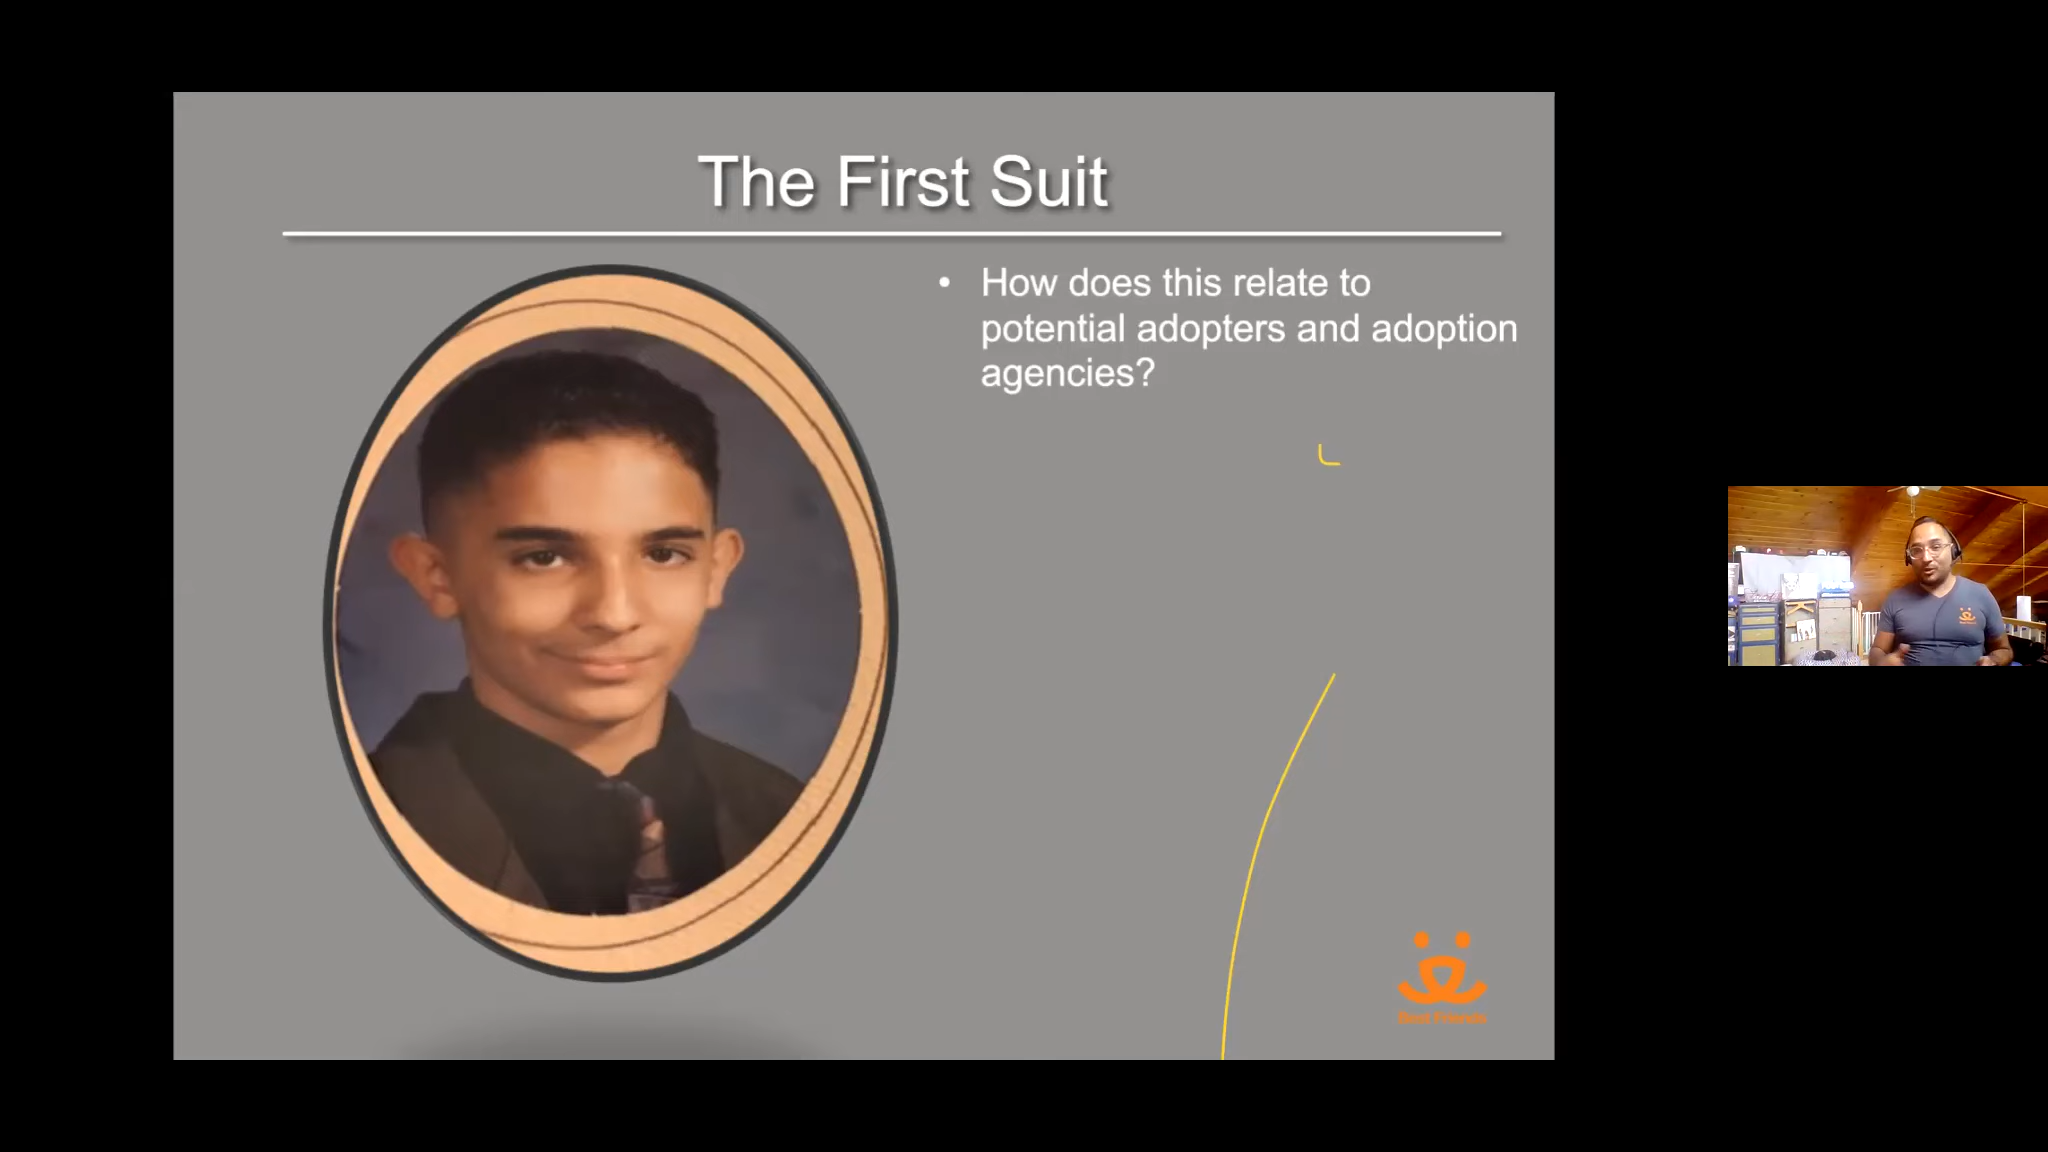 The First Suit
• How does this relate to
potential adopters and adoption
agencies?
Best Friends